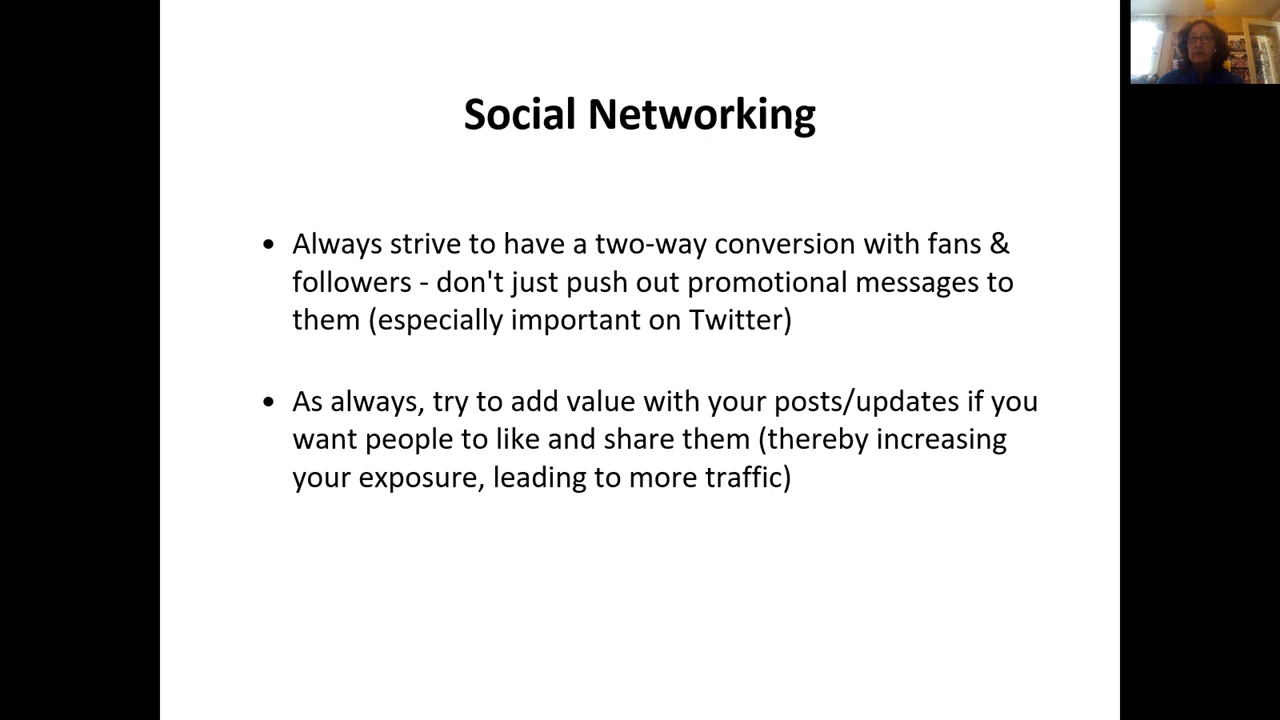 Social Networking
• Always strive to have a two-way conversion with fans &
followers - don't just push out promotional messages to
them (especially important on Twitter)
• As always, try to add value with your posts/updates if you
want people to like and share them (thereby increasing
your exposure, leading to more traffic)